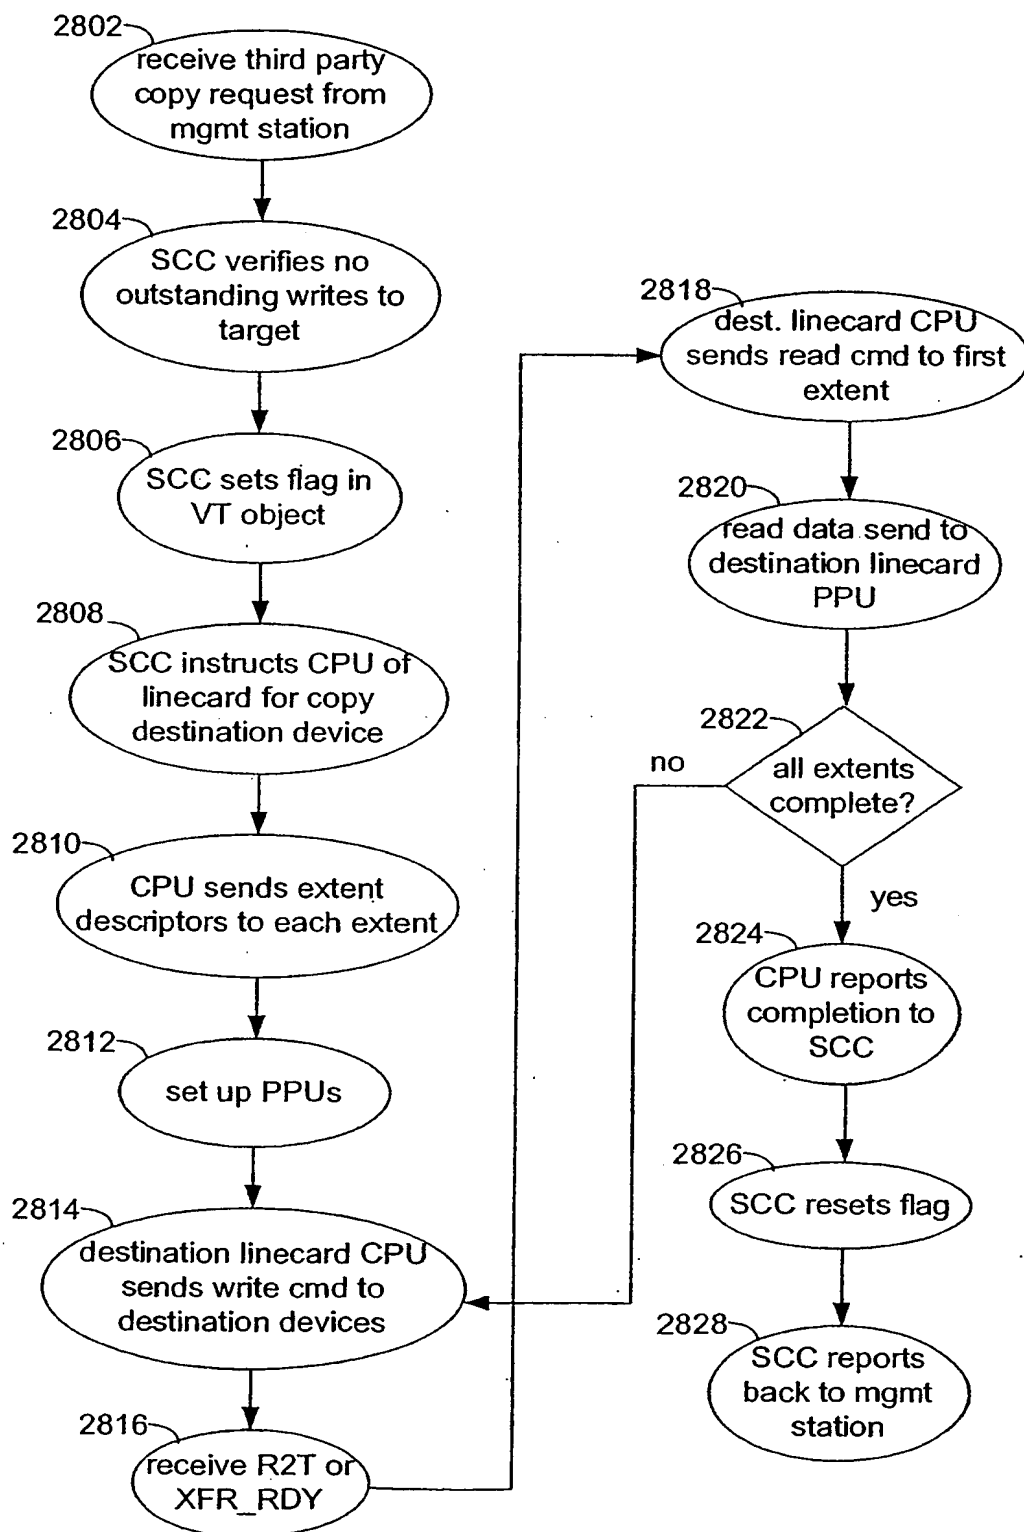 2802
receive third party
copy request from
mgmt station
2804
SCC verifies no
outstanding writes to
target
2806
SCC sets flag in
VT object
2808
SCC instructs CPU of
linecard for copy
destination device
2810
CPU sends extent
descriptors to each extent
2812
set up PPUs
2814
destination linecard CPU
sends write cmd to
destination devices
2816
receive R2T or
XFR_RDY
2818
dest. linecard CPU
sends read cmd to first
extent
2820
read data send to
destination linecard
PPU
2822
no
all extents
complete?
yes
2824
CPU reports
completion to
SCC
2826
SCC resets flag
2828
SCC reports
back to mgmt
station